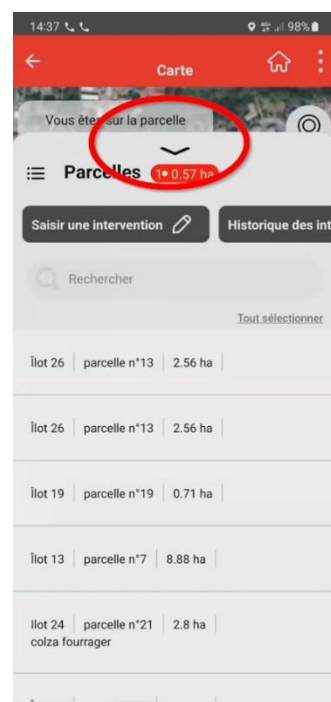 14:37 98%
Carte
Vous êtes sur la parcelle
Parcelles 1• 0.57 ha
Saisir une intervention Historique des int
Rechercher
Tout sélectionner
Îlot 26 parcelle n°13 2.56 ha
Îlot 26 parcelle n°13 2.56 ha
Îlot 19 parcelle n°19 0.71 ha
Îlot 13 parcelle n°7 8.88 ha
Ilot 24 parcelle n°21 2.8 ha
colza fourrager